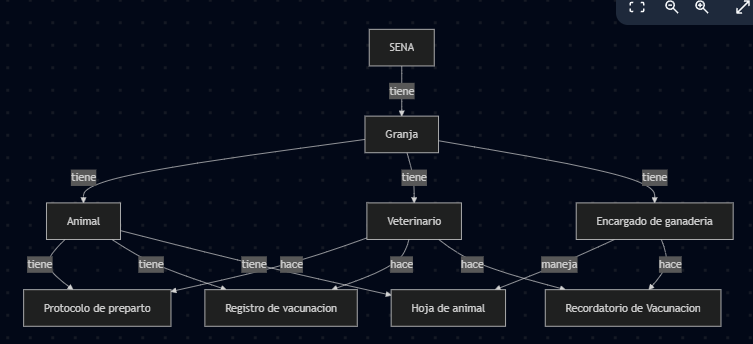 SENA
tiene
Granja
tiene
tiene
tiene
Animal
Veterinario
Encargado de ganaderia
tiene
tiene
tiene
hace
hace
hace
maneja
hace
Protocolo de preparto
Registro de vacunacion
Hoja de animal
Recordatorio de Vacunacion